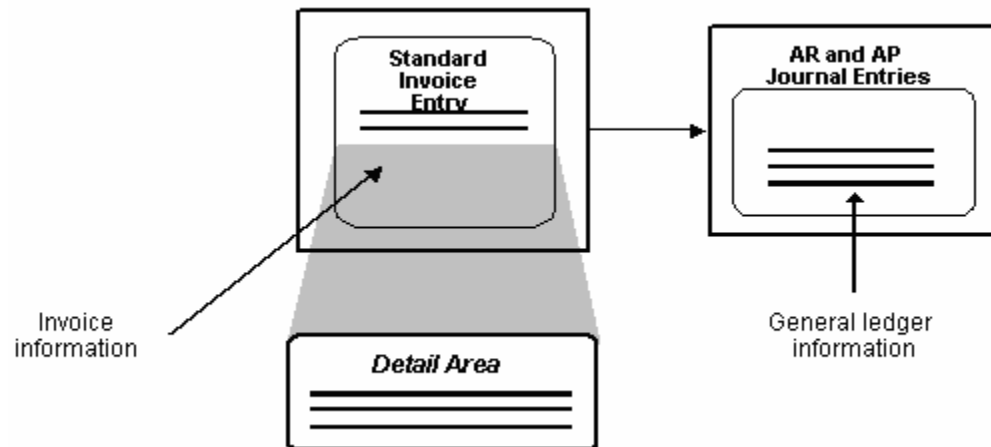 Standard
Invoice
Entry
AR and AP
Journal Entries
Invoice
information
General ledger
information
Detail Area